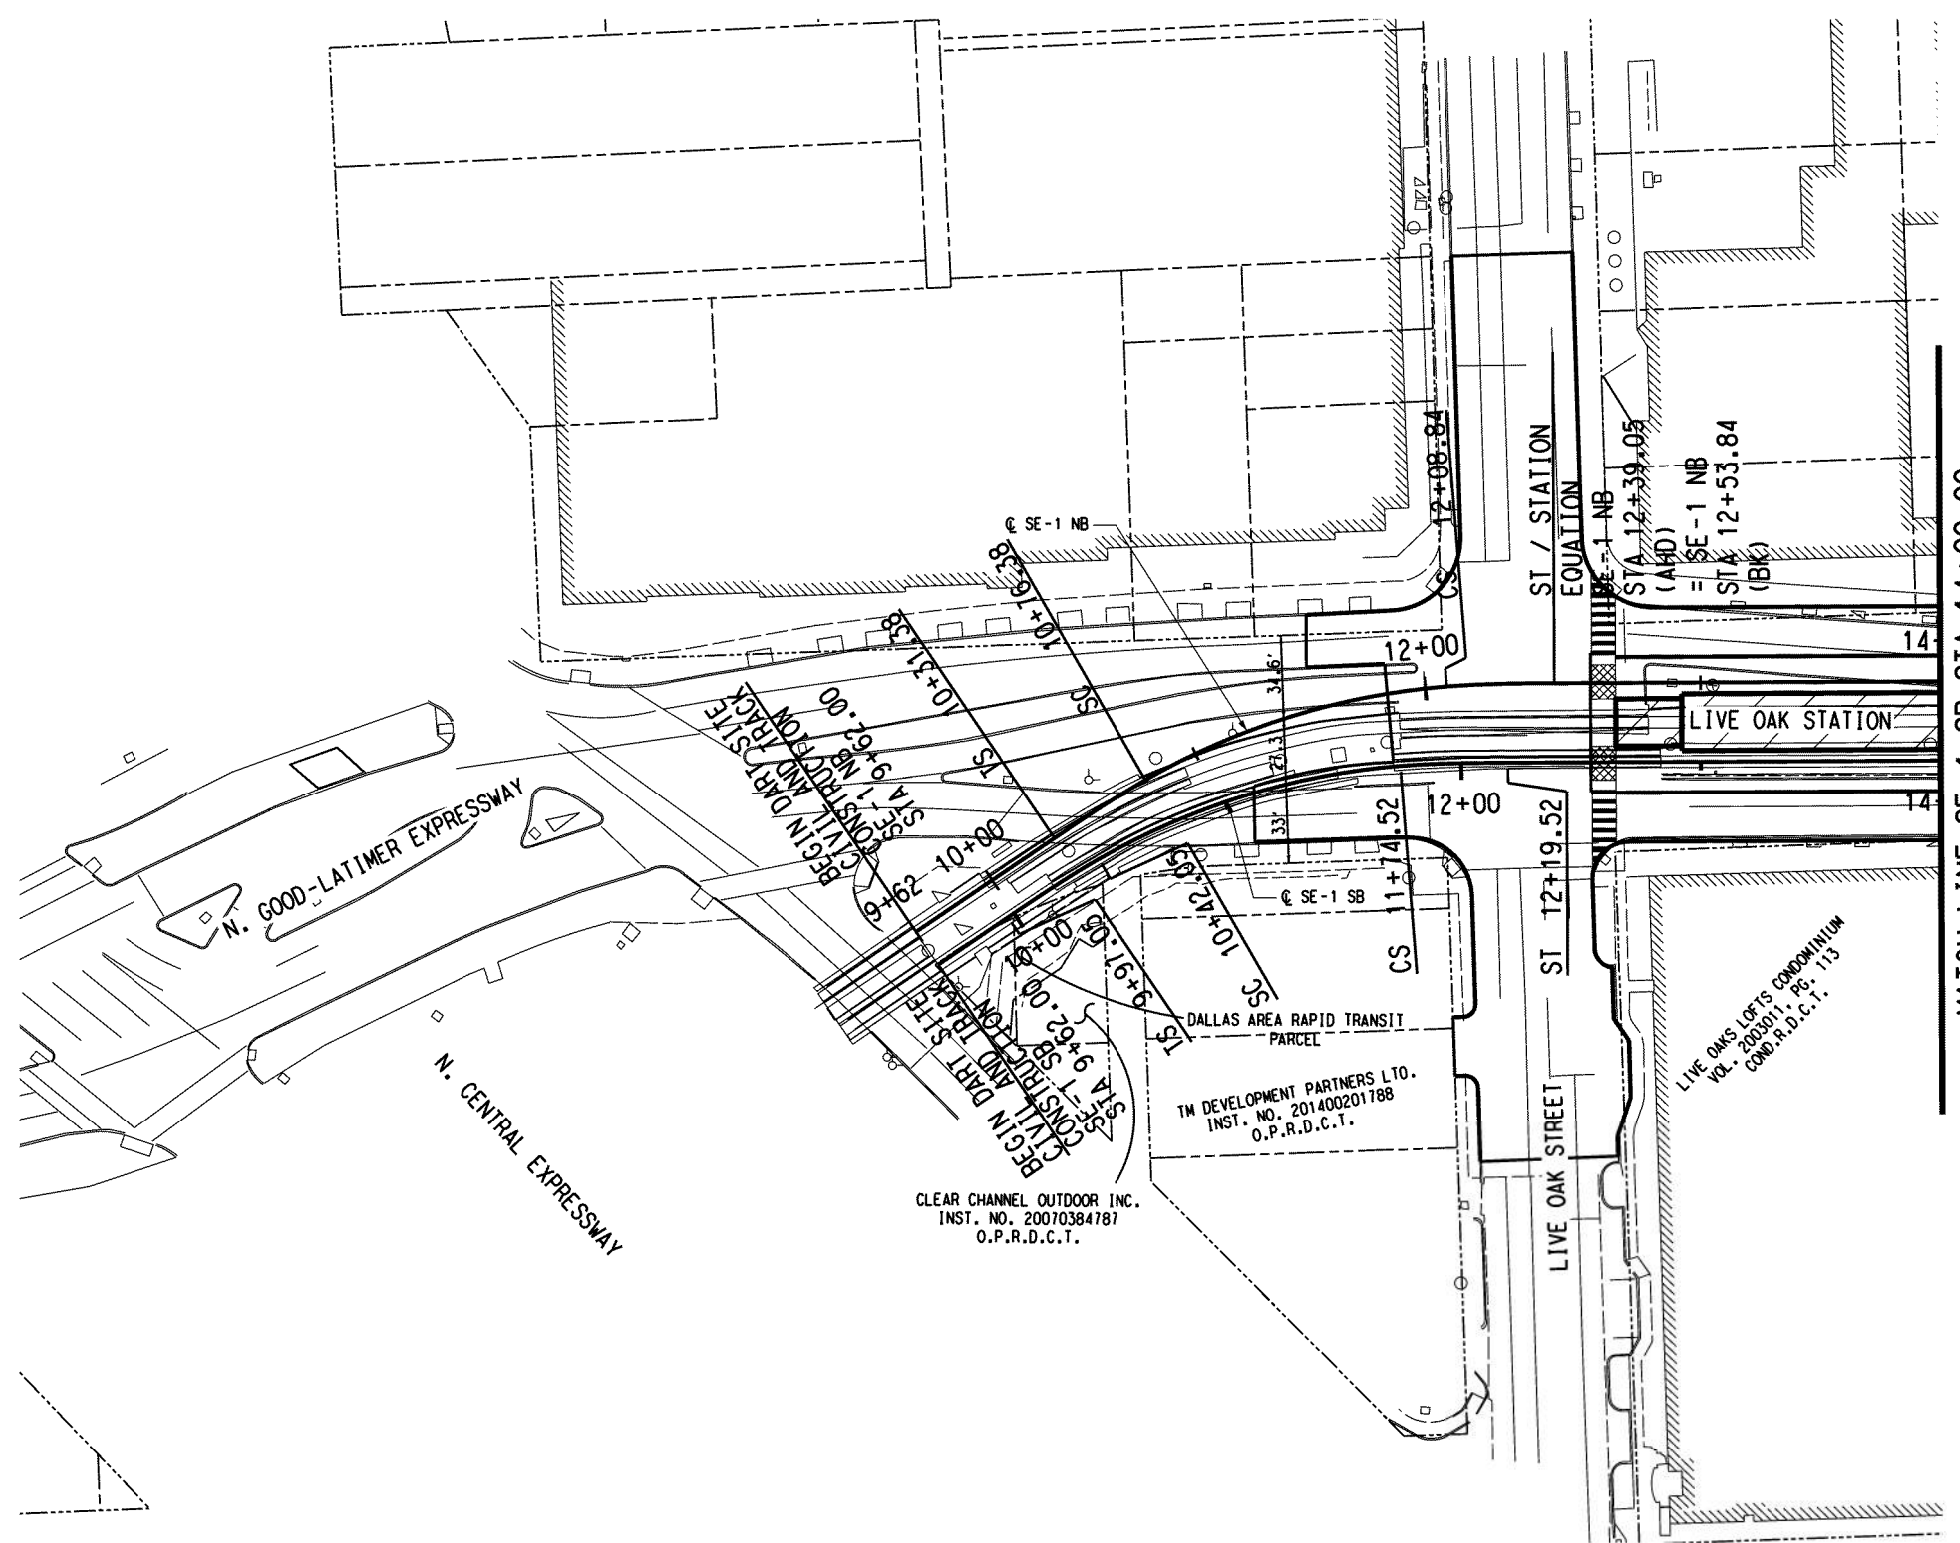 ℄ SE-1 NB
10+16.38
SC
10+31.38
TS
12+08.84
CS
ST / STATION
EQUATION
SE-1 NB
STA 12+39.05
(AHD)
= SE-1 NB
STA 12+53.84
(BK)
12+00
34.6'
27.3'
33'
LIVE OAK STATION
14+
14+
BEGIN DART SITE
CIVIL AND TRACK
CONSTRUCTION
SE-1 NB
STA 9+62.00
9+62
10+00
N. GOOD-LATIMER EXPRESSWAY
12+00
℄ SE-1 SB
CS 11+74.52
ST 12+19.52
SC 10+42.05
TS 9+97.05
10+00
BEGIN DART SITE
CIVIL AND TRACK
CONSTRUCTION
SE-1 SB
STA 9+62.00
DALLAS AREA RAPID TRANSIT
PARCEL
TM DEVELOPMENT PARTNERS LTD.
INST. NO. 201400201788
O.P.R.D.C.T.
CLEAR CHANNEL OUTDOOR INC.
INST. NO. 20070384787
O.P.R.D.C.T.
N. CENTRAL EXPRESSWAY
LIVE OAK STREET
LIVE OAKS LOFTS CONDOMINIUM
VOL. 2003011, PG. 113
COND.R.D.C.T.